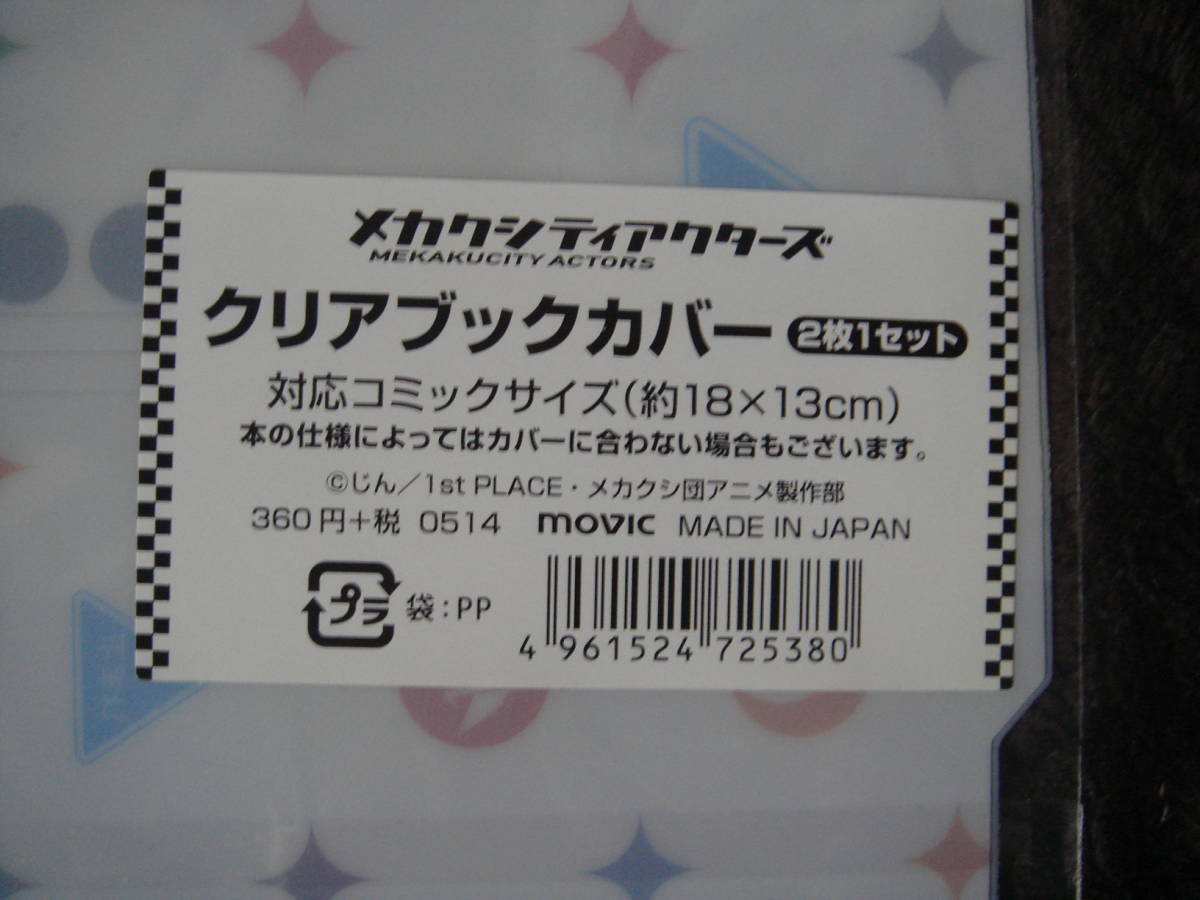 メカクシティアクターズ
MEKAKUCITY ACTORS
クリアブックカバー 2枚1セット
対応コミックサイズ(約18×13cm)
本の仕様によってはカバーに合わない場合もございます。
©じん/1st PLACE・メカクシ団アニメ製作部
360円+税 0514 movic MADE IN JAPAN
プラ 袋:PP
4 961524 725380